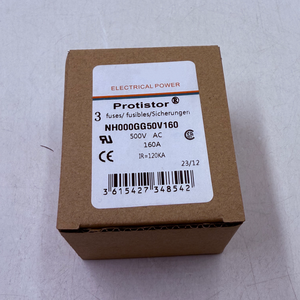 ELECTRICAL POWER
Protistor®
3 fuses/ fusibles/Sicherungen
NH000GG50V160
500V AC
160A
IR=120KA
23/12
3 615427 348542